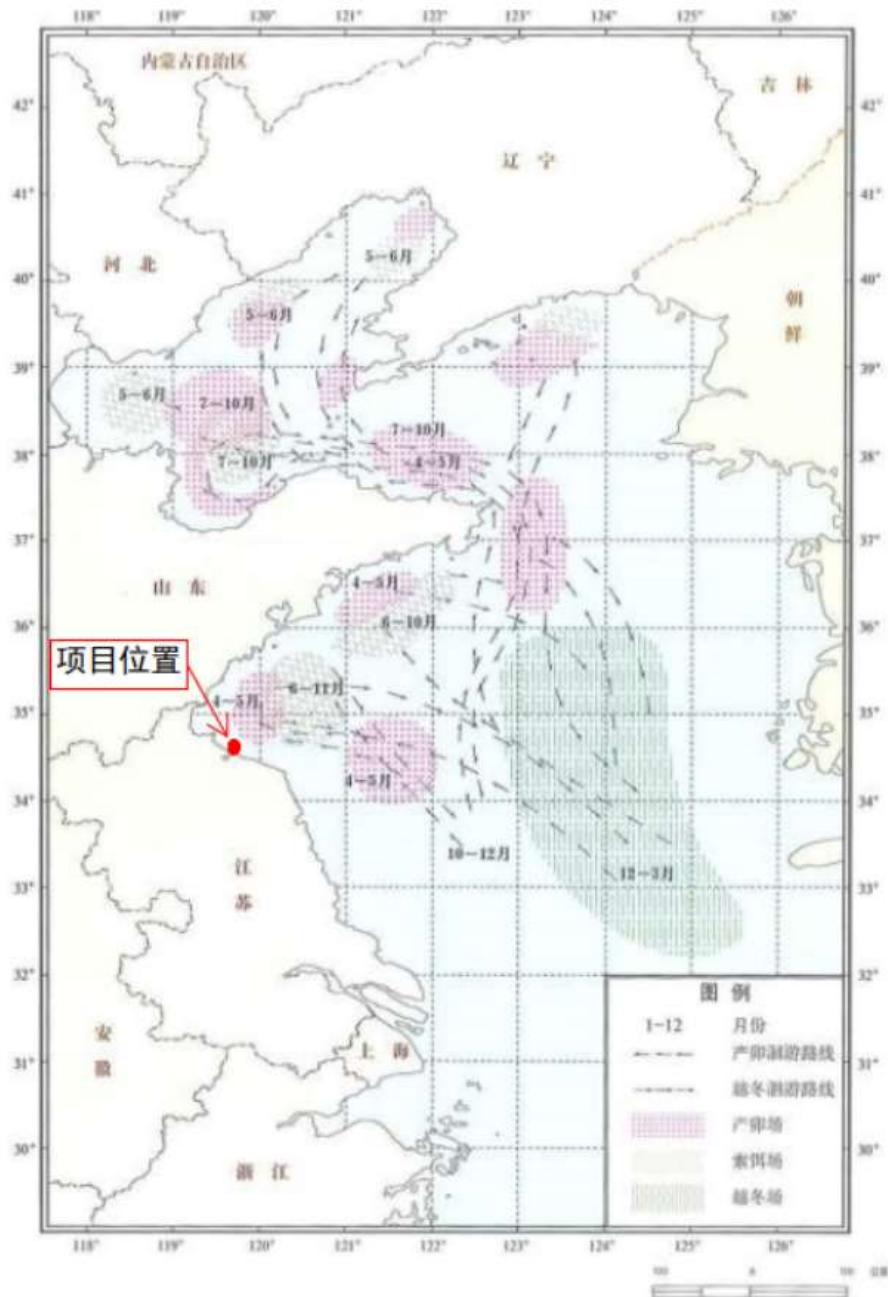 118° 119° 120° 121° 122° 123° 124° 125° 126°
内蒙古自治区
吉 林
42° 42°
辽 宁
41° 41°
5-6月
河 北
40° 40°
朝鲜
5-6月
39° 39°
5-6月
7-10月
7-10月
38° 38°
4-5月
7-10月
37° 37°
山 东
4-5月
36° 36°
6-10月
项目位置
6-11月
4-5月
35° 35°
4-5月
34° 34°
10-12月
12-3月
33° 33°
江苏
32° 32°
图 例
1-12 月份
产卵洄游路线
越冬洄游路线
产卵场
索饵场
越冬场
安徽
上 海
31° 31°
30° 30°
浙 江
118° 119° 120° 121° 122° 123° 124° 125° 126°
100 0 100